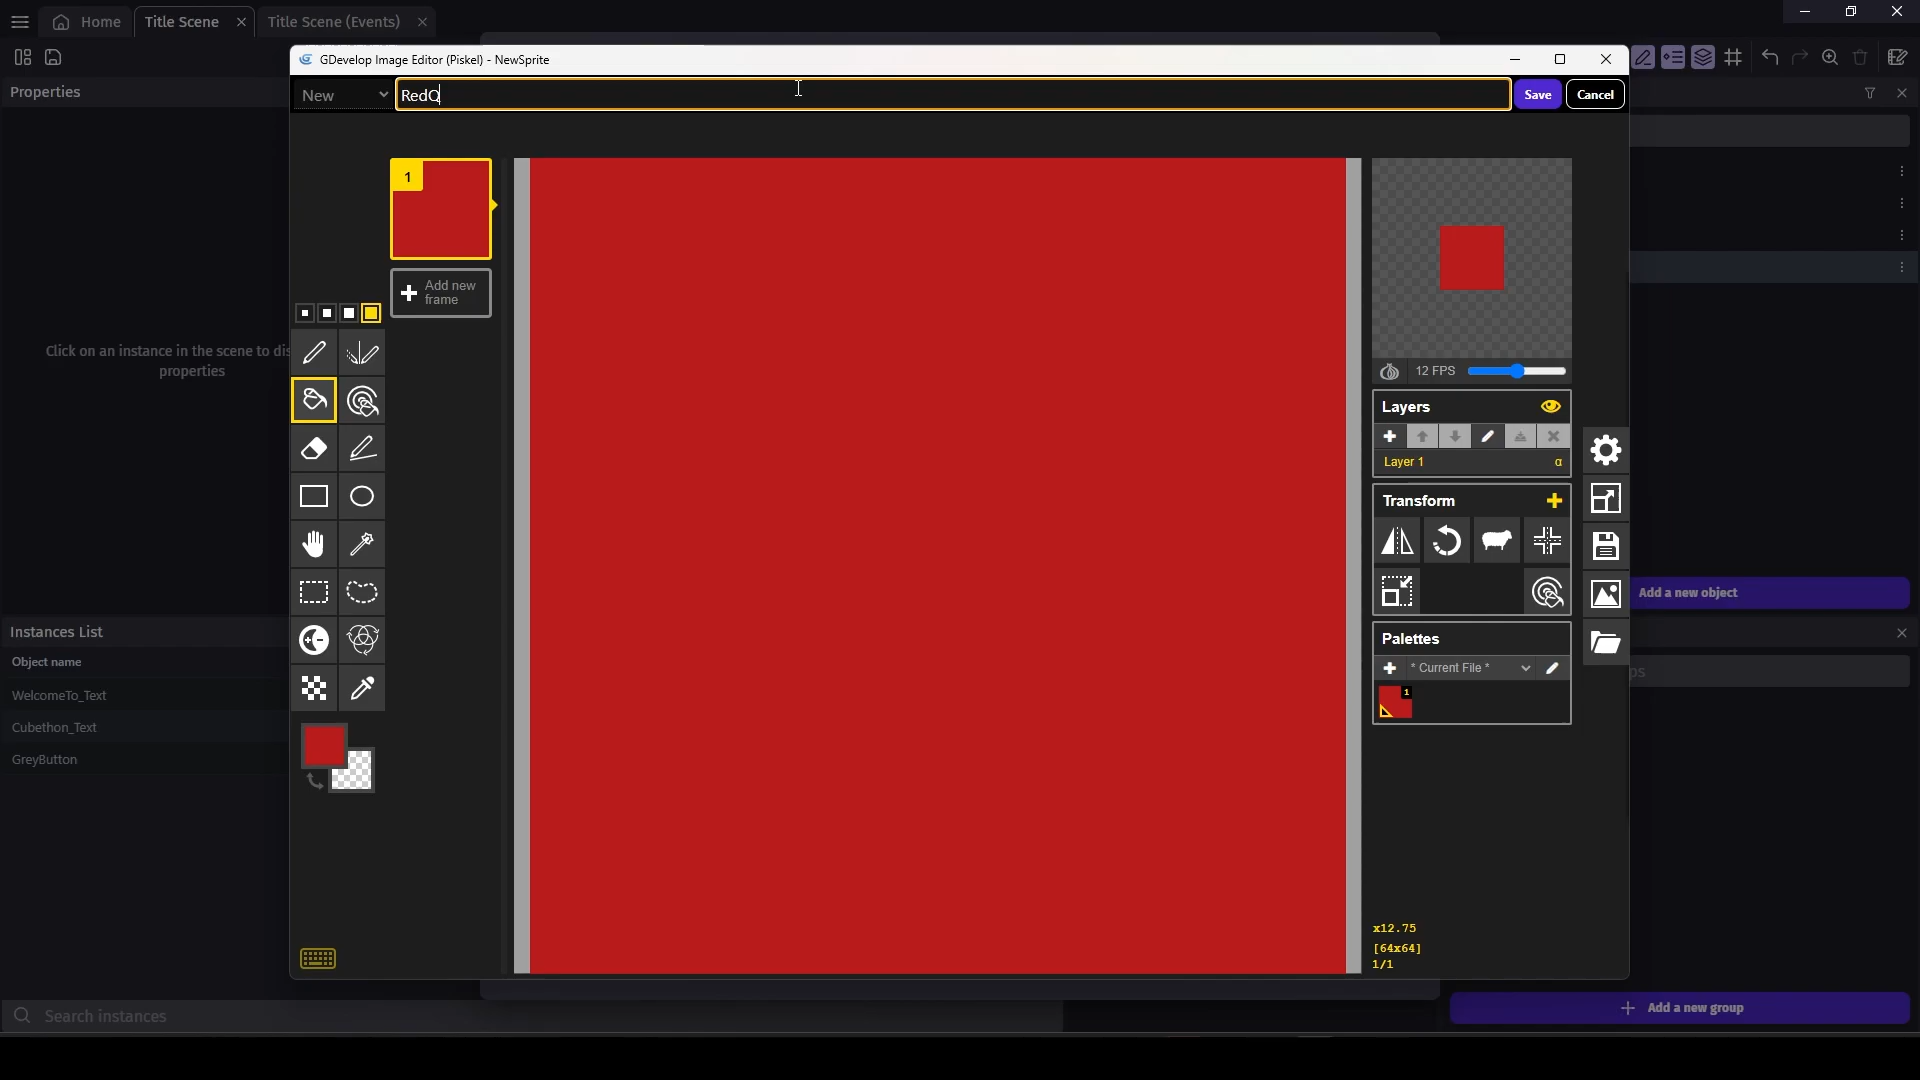 Home
Title Scene
Title Scene (Events)
GDevelop Image Editor (Piskel) - NewSprite
Properties
New
RedQ
Save
Cancel
1
Add new
frame
Click on an instance in the scene to dis
properties
12 FPS
Layers
Layer 1
α
Transform
Add a new object
Instances List
Object name
Palettes
* Current File *
ps
WelcomeTo_Text
1
Cubethon_Text
GreyButton
x12.75
[64x64]
1/1
Search instances
Add a new group